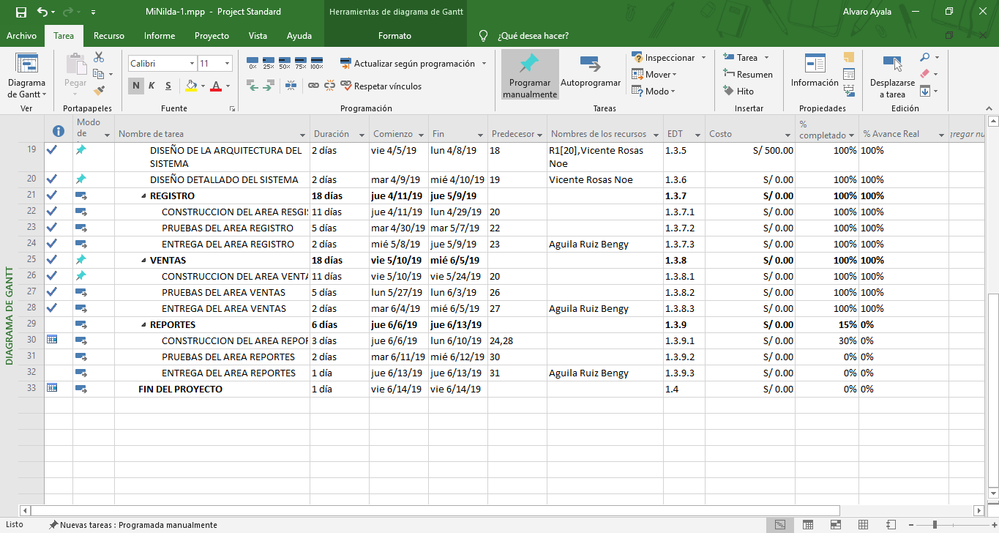 MiNilda-1.mpp - Project Standard
Herramientas de diagrama de Gantt
Alvaro Ayala
Archivo Tarea Recurso Informe Proyecto Vista Ayuda Formato ¿Qué desea hacer?
Diagrama de Gantt
Ver
Pegar
Portapapeles
Calibri 11
N K S A
Fuente
0% 25% 50% 75% 100%
Actualizar según programación
Respetar vínculos
Programación
Programar manualmente
Autoprogramar
Inspeccionar
Mover
Modo
Tareas
Tarea
Resumen
Hito
Insertar
Información
Propiedades
Desplazarse a tarea
Edición
Modo de Nombre de tarea Duración Comienzo Fin Predecesor Nombres de los recursos EDT Costo % completado % Avance Real
19 DISEÑO DE LA ARQUITECTURA DEL SISTEMA 2 días vie 4/5/19 lun 4/8/19 18 R1[20],Vicente Rosas Noe 1.3.5 S/ 500.00 100% 100%
20 DISEÑO DETALLADO DEL SISTEMA 2 días mar 4/9/19 mié 4/10/19 19 Vicente Rosas Noe 1.3.6 S/ 0.00 100% 100%
21 REGISTRO 18 días jue 4/11/19 jue 5/9/19 1.3.7 S/ 0.00 100% 100%
22 CONSTRUCCION DEL AREA RESGI 11 días jue 4/11/19 lun 4/29/19 20 1.3.7.1 S/ 0.00 100% 100%
23 PRUEBAS DEL AREA REGISTRO 5 días mar 4/30/19 mar 5/7/19 22 1.3.7.2 S/ 0.00 100% 100%
24 ENTREGA DEL AREA REGISTRO 2 días mié 5/8/19 jue 5/9/19 23 Aguila Ruiz Bengy 1.3.7.3 S/ 0.00 100% 100%
25 VENTAS 18 días vie 5/10/19 mié 6/5/19 1.3.8 S/ 0.00 100% 100%
26 CONSTRUCCION DEL AREA VENTA 11 días vie 5/10/19 vie 5/24/19 20 1.3.8.1 S/ 0.00 100% 100%
27 PRUEBAS DEL AREA VENTAS 5 días lun 5/27/19 lun 6/3/19 26 1.3.8.2 S/ 0.00 100% 100%
28 ENTREGA DEL AREA VENTAS 2 días mar 6/4/19 mié 6/5/19 27 Aguila Ruiz Bengy 1.3.8.3 S/ 0.00 100% 100%
29 REPORTES 6 días jue 6/6/19 jue 6/13/19 1.3.9 S/ 0.00 15% 0%
30 CONSTRUCCION DEL AREA REPOR 3 días jue 6/6/19 lun 6/10/19 24,28 1.3.9.1 S/ 0.00 30% 0%
31 PRUEBAS DEL AREA REPORTES 2 días mar 6/11/19 mié 6/12/19 30 1.3.9.2 S/ 0.00 0% 0%
32 ENTREGA DEL AREA REPORTES 1 día jue 6/13/19 jue 6/13/19 31 Aguila Ruiz Bengy 1.3.9.3 S/ 0.00 0% 0%
33 FIN DEL PROYECTO 1 día vie 6/14/19 vie 6/14/19 1.4 S/ 0.00 0% 0%
DIAGRAMA DE GANTT
Listo Nuevas tareas : Programada manualmente